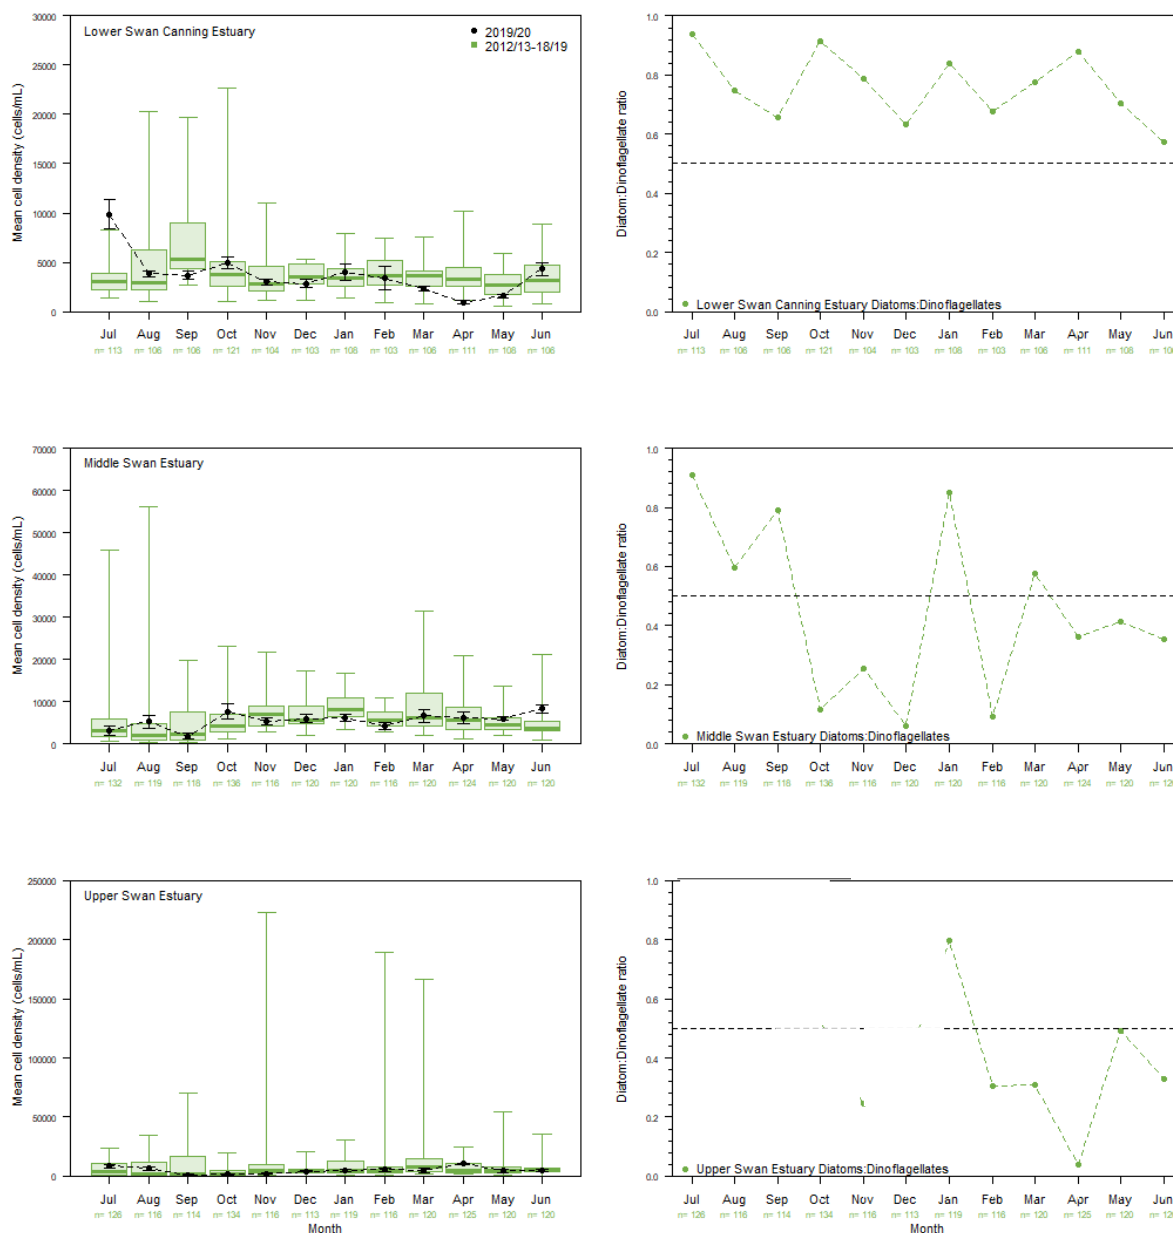 Lower Swan Canning Estuary
2019/20
2012/13-18/19
Mean cell density (cells/mL)
30000
25000
20000
15000
10000
5000
0
Jul Aug Sep Oct Nov Dec Jan Feb Mar Apr May Jun
n= 113 n= 106 n= 106 n= 121 n= 104 n= 103 n= 108 n= 103 n= 106 n= 111 n= 108 n= 106
Diatom:Dinoflagellate ratio
1.0
0.8
0.6
0.4
0.2
0.0
Lower Swan Canning Estuary Diatoms:Dinoflagellates
Jul Aug Sep Oct Nov Dec Jan Feb Mar Apr May Jun
n= 113 n= 106 n= 106 n= 121 n= 104 n= 103 n= 108 n= 103 n= 106 n= 111 n= 108
Middle Swan Estuary
Mean cell density (cells/mL)
70000
60000
50000
40000
30000
20000
10000
0
Jul Aug Sep Oct Nov Dec Jan Feb Mar Apr May Jun
n= 132 n= 119 n= 118 n= 136 n= 116 n= 120 n= 120 n= 116 n= 120 n= 124 n= 120 n= 120
Diatom:Dinoflagellate ratio
1.0
0.8
0.6
0.4
0.2
0.0
Middle Swan Estuary Diatoms:Dinoflagellates
Jul Aug Sep Oct Nov Dec Jan Feb Mar Apr May Jun
n= 132 n= 119 n= 118 n= 136 n= 116 n= 120 n= 120 n= 116 n= 120 n= 124 n= 120
Upper Swan Estuary
Mean cell density (cells/mL)
250000
200000
150000
100000
50000
0
Jul Aug Sep Oct Nov Dec Jan Feb Mar Apr May Jun
n= 126 n= 116 n= 114 n= 134 n= 116 n= 113 n= 119 n= 116 n= 120 n= 125 n= 120 n= 120
Month
Diatom:Dinoflagellate ratio
1.0
0.8
0.6
0.4
0.2
0.0
Upper Swan Estuary Diatoms:Dinoflagellates
Jul Aug Sep Oct Nov Dec Jan Feb Mar Apr May Jun
n= 126 n= 116 n= 114 n= 134 n= 116 n= 113 n= 119 n= 116 n= 120 n= 125 n= 120
Month